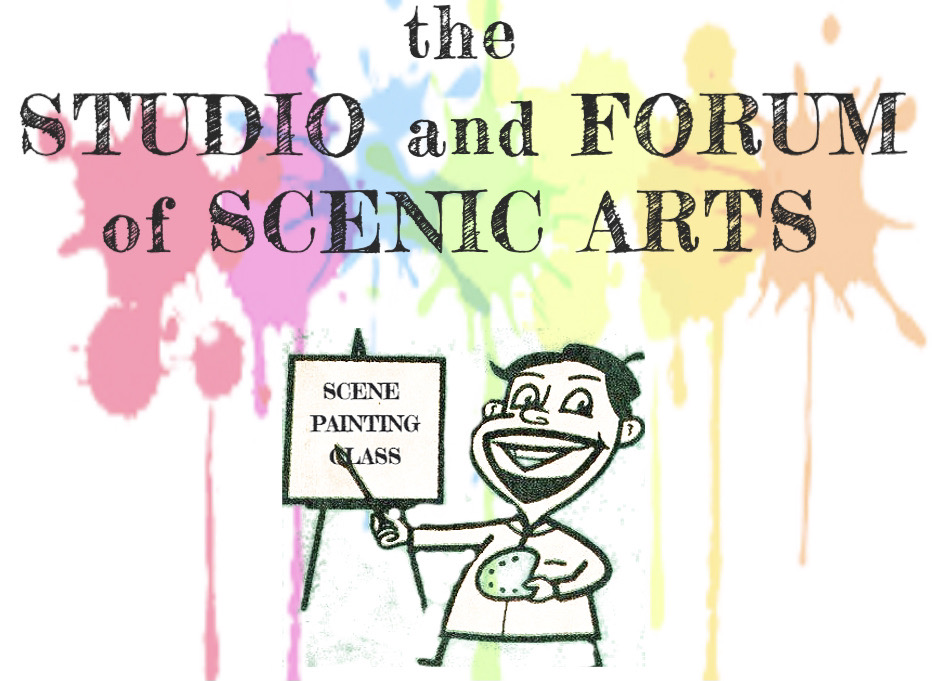 the
STUDIO and FORUM
of SCENIC ARTS
SCENE
PAINTING
CLASS